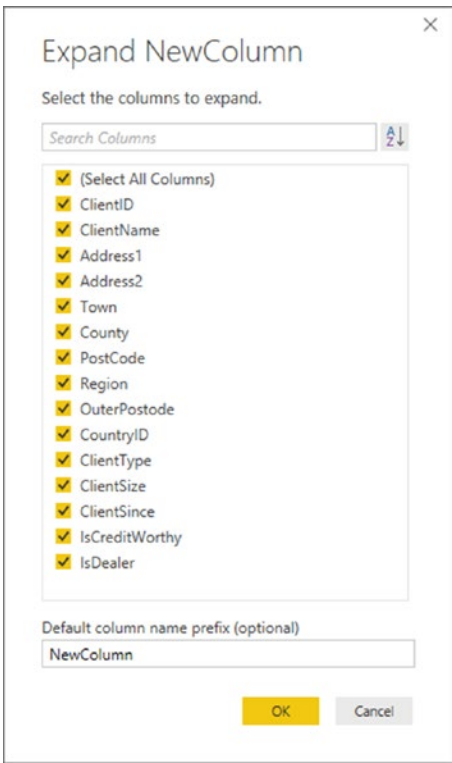 Expand NewColumn
Select the columns to expand.
Search Columns
A
Z
(Select All Columns)
ClientID
ClientName
Address1
Address2
Town
County
PostCode
Region
OuterPostode
CountryID
ClientType
ClientSize
ClientSince
IsCreditWorthy
IsDealer
Default column name prefix (optional)
NewColumn
OK Cancel